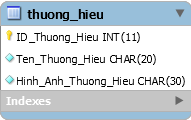 thuong_hieu
ID_Thuong_Hieu INT(11)
Ten_Thuong_Hieu CHAR(20)
Hinh_Anh_Thuong_Hieu CHAR(30)
Indexes